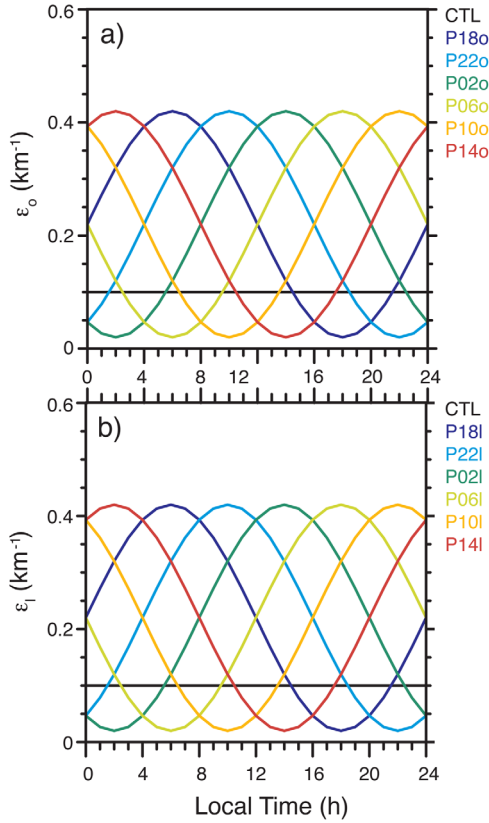 0.6
a)
CTL
P18o
P22o
P02o
P06o
P10o
P14o
0.4
εo (km-1)
0.2
0
0 4 8 12 16 20 24
0.6
b)
CTL
P18l
P22l
P02l
P06l
P10l
P14l
0.4
εl (km-1)
0.2
0
0 4 8 12 16 20 24
Local Time (h)